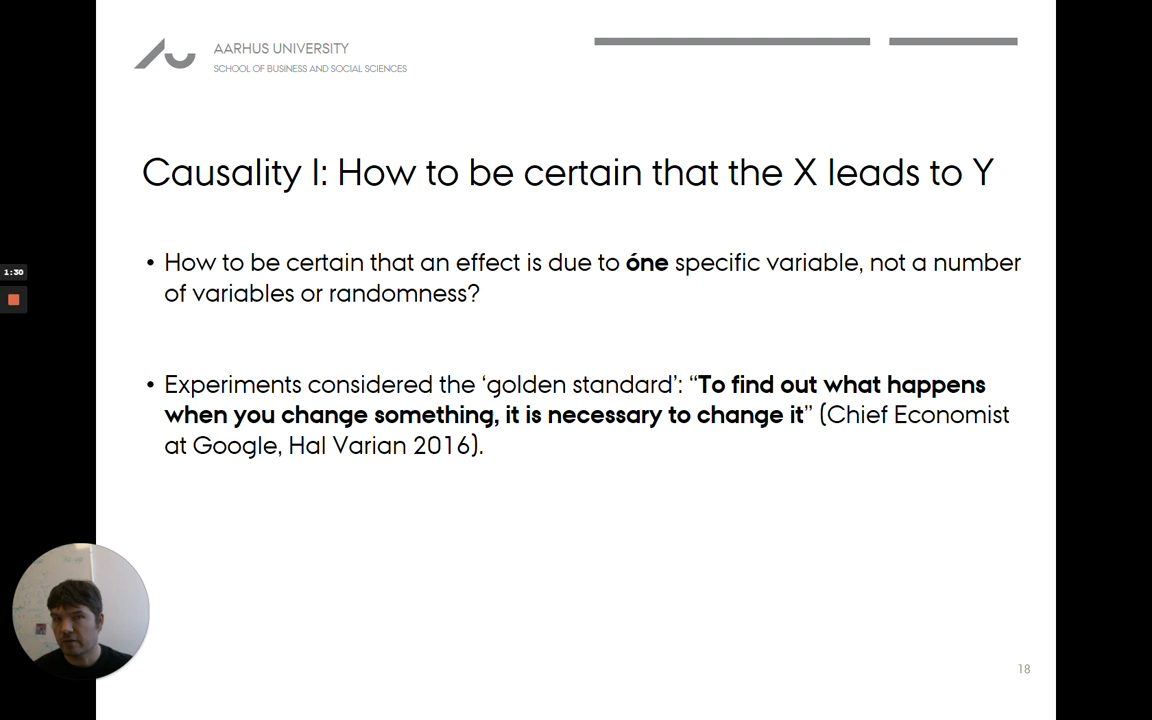 AARHUS UNIVERSITY
SCHOOL OF BUSINESS AND SOCIAL SCIENCES
Causality I: How to be certain that the X leads to Y
• How to be certain that an effect is due to óne specific variable, not a number
of variables or randomness?
• Experiments considered the ‘golden standard’: “To find out what happens
when you change something, it is necessary to change it” (Chief Economist
at Google, Hal Varian 2016).
1:30
18